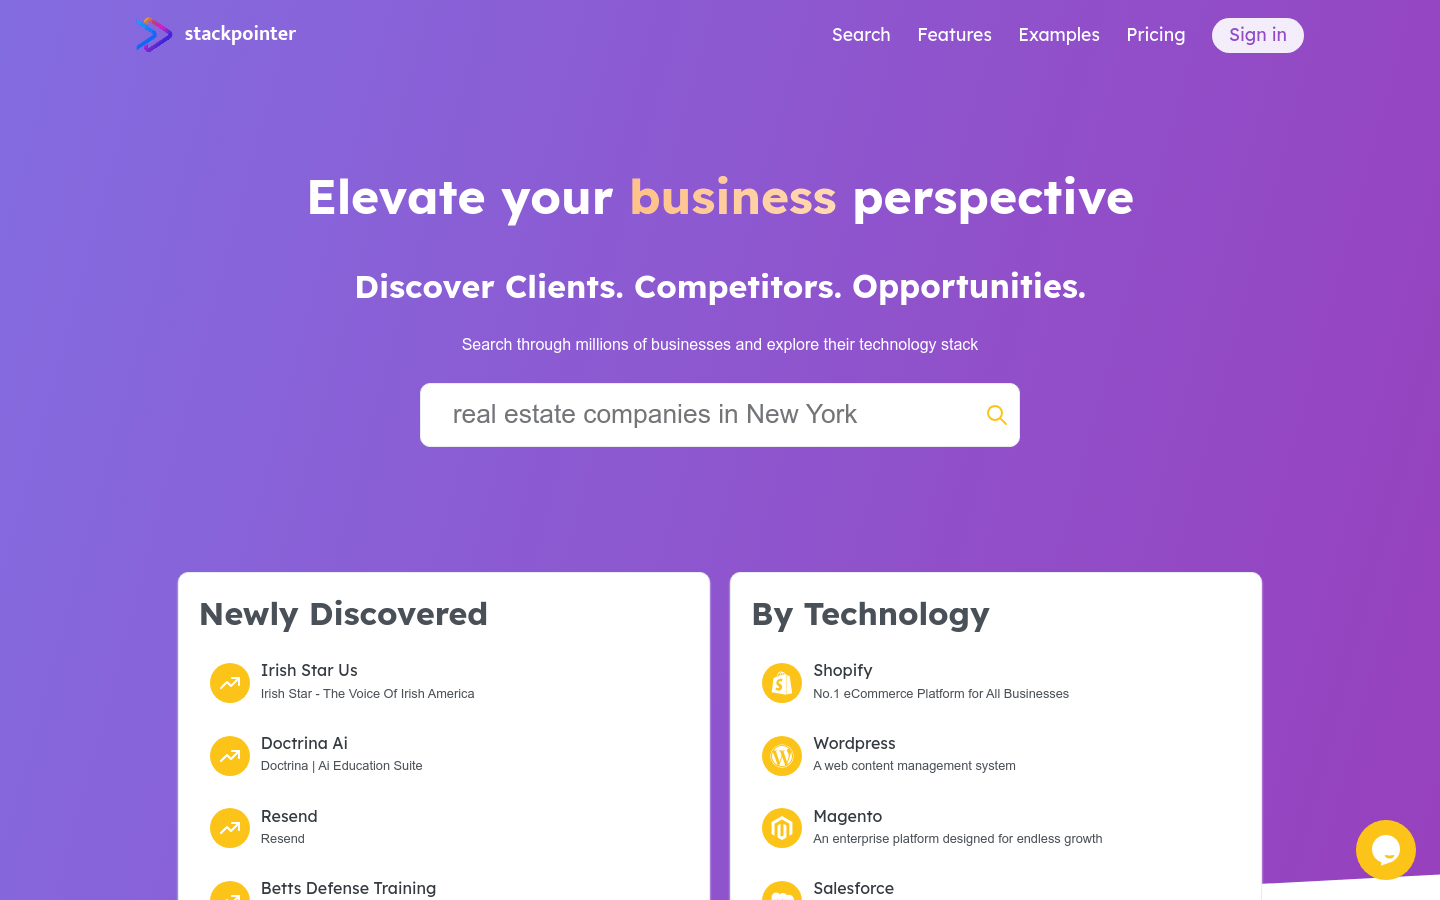 stackpointer
Search Features Examples Pricing Sign in
Elevate your business perspective
Discover Clients. Competitors. Opportunities.
Search through millions of businesses and explore their technology stack
real estate companies in New York
Newly Discovered
Irish Star Us
Irish Star - The Voice Of Irish America
Doctrina Ai
Doctrina | Ai Education Suite
Resend
Resend
Betts Defense Training
By Technology
Shopify
No.1 eCommerce Platform for All Businesses
Wordpress
A web content management system
Magento
An enterprise platform designed for endless growth
Salesforce